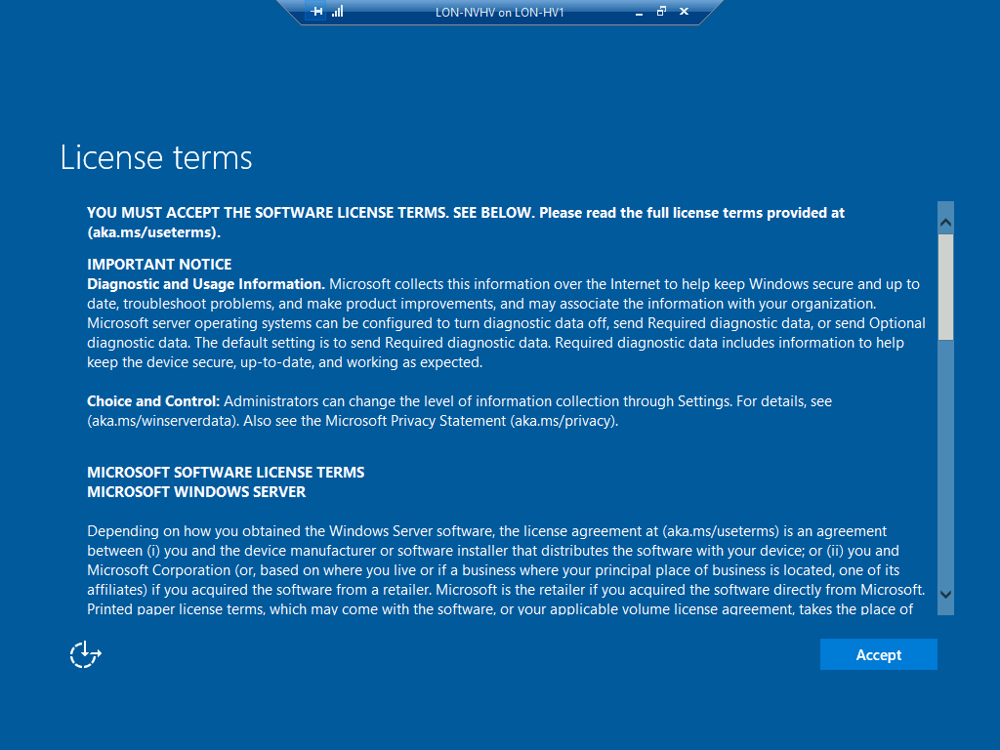 LON-NVHV on LON-HV1
License terms
YOU MUST ACCEPT THE SOFTWARE LICENSE TERMS. SEE BELOW. Please read the full license terms provided at
(aka.ms/useterms).
IMPORTANT NOTICE
Diagnostic and Usage Information. Microsoft collects this information over the Internet to help keep Windows secure and up to
date, troubleshoot problems, and make product improvements, and may associate the information with your organization.
Microsoft server operating systems can be configured to turn diagnostic data off, send Required diagnostic data, or send Optional
diagnostic data. The default setting is to send Required diagnostic data. Required diagnostic data includes information to help
keep the device secure, up-to-date, and working as expected.
Choice and Control: Administrators can change the level of information collection through Settings. For details, see
(aka.ms/winserverdata). Also see the Microsoft Privacy Statement (aka.ms/privacy).
MICROSOFT SOFTWARE LICENSE TERMS
MICROSOFT WINDOWS SERVER
Depending on how you obtained the Windows Server software, the license agreement at (aka.ms/useterms) is an agreement
between (i) you and the device manufacturer or software installer that distributes the software with your device; or (ii) you and
Microsoft Corporation (or, based on where you live or if a business where your principal place of business is located, one of its
affiliates) if you acquired the software from a retailer. Microsoft is the retailer if you acquired the software directly from Microsoft.
Printed paper license terms, which may come with the software, or your applicable volume license agreement, takes the place of
Accept